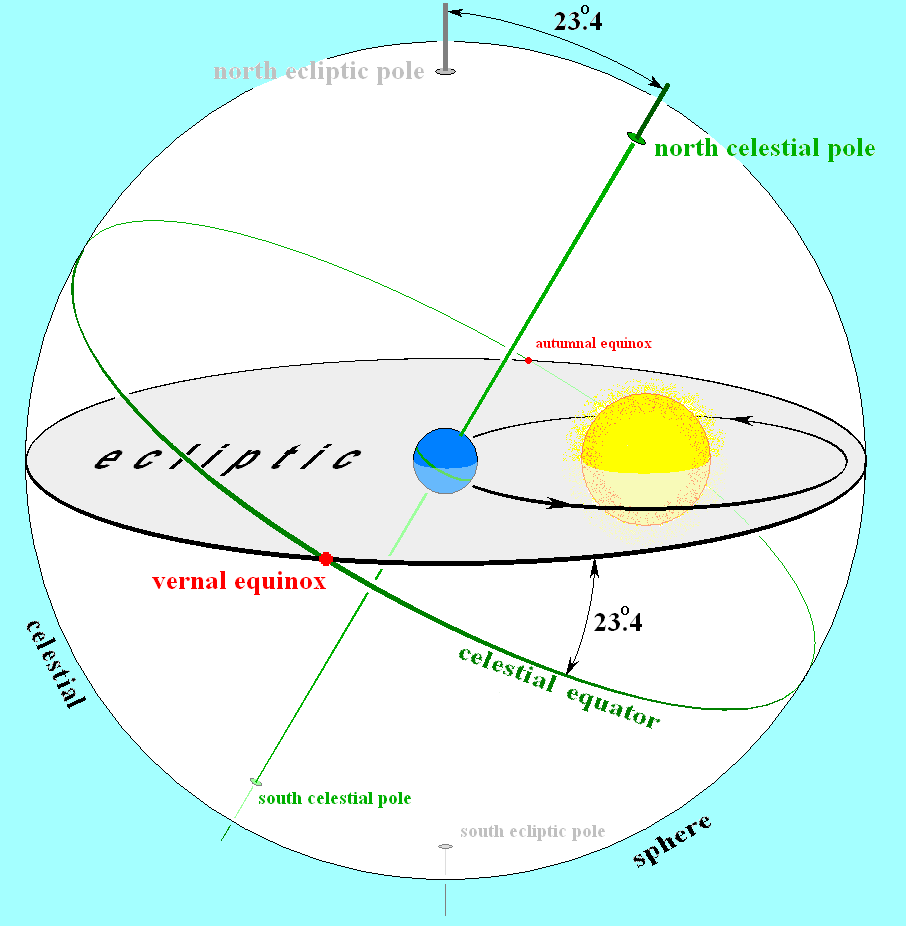 23°.4
north ecliptic pole
north celestial pole
autumnal equinox
ecliptic
vernal equinox
23°.4
celestial equator
celestial
sphere
south celestial pole
south ecliptic pole